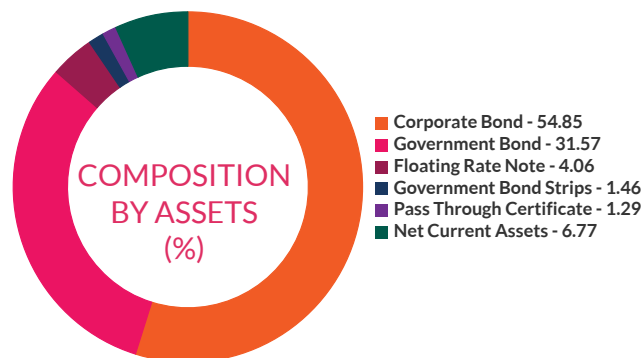 COMPOSITION
BY ASSETS
(%)
Corporate Bond - 54.85
Government Bond - 31.57
Floating Rate Note - 4.06
Government Bond Strips - 1.46
Pass Through Certificate - 1.29
Net Current Assets - 6.77